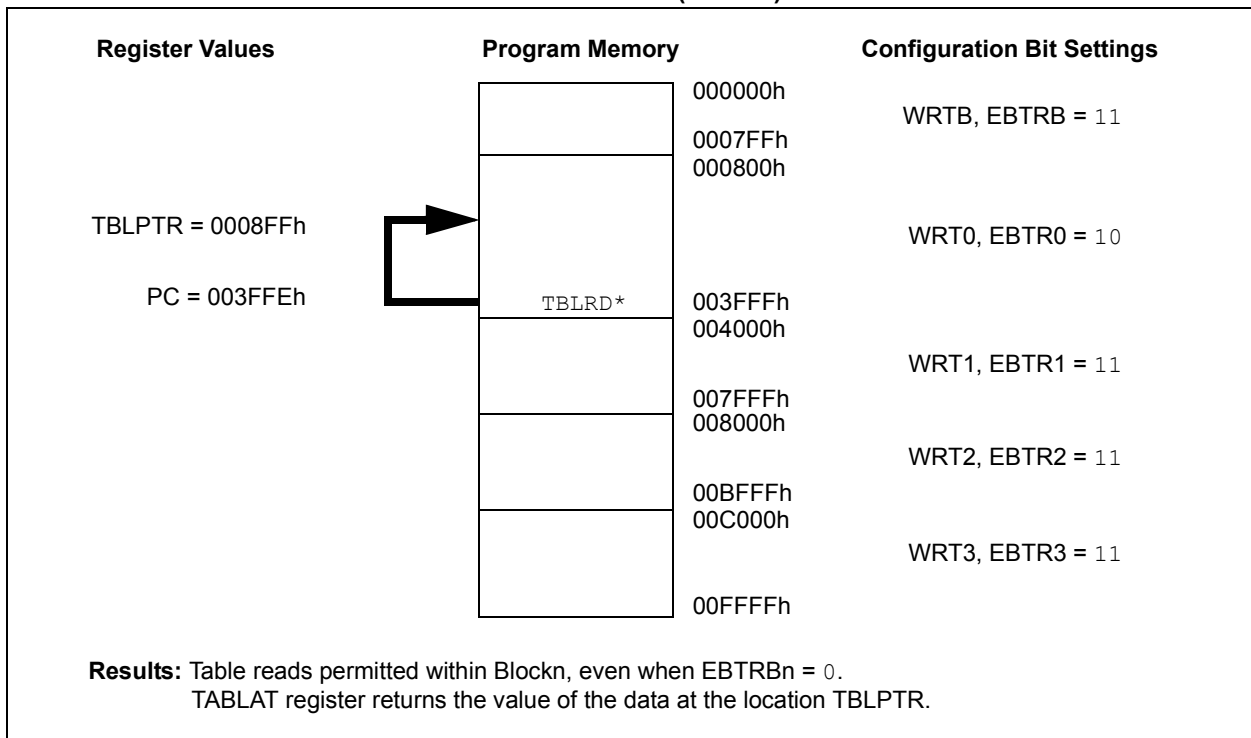 Register Values Program Memory Configuration Bit Settings
000000h
WRTB, EBTRB = 11
0007FFh
000800h
TBLPTR = 0008FFh
WRT0, EBTR0 = 10
PC = 003FFEh
TBLRD*
003FFFh
004000h
WRT1, EBTR1 = 11
007FFFh
008000h
WRT2, EBTR2 = 11
00BFFFh
00C000h
WRT3, EBTR3 = 11
00FFFFh
Results: Table reads permitted within Blockn, even when EBTRBn = 0.
TABLAT register returns the value of the data at the location TBLPTR.